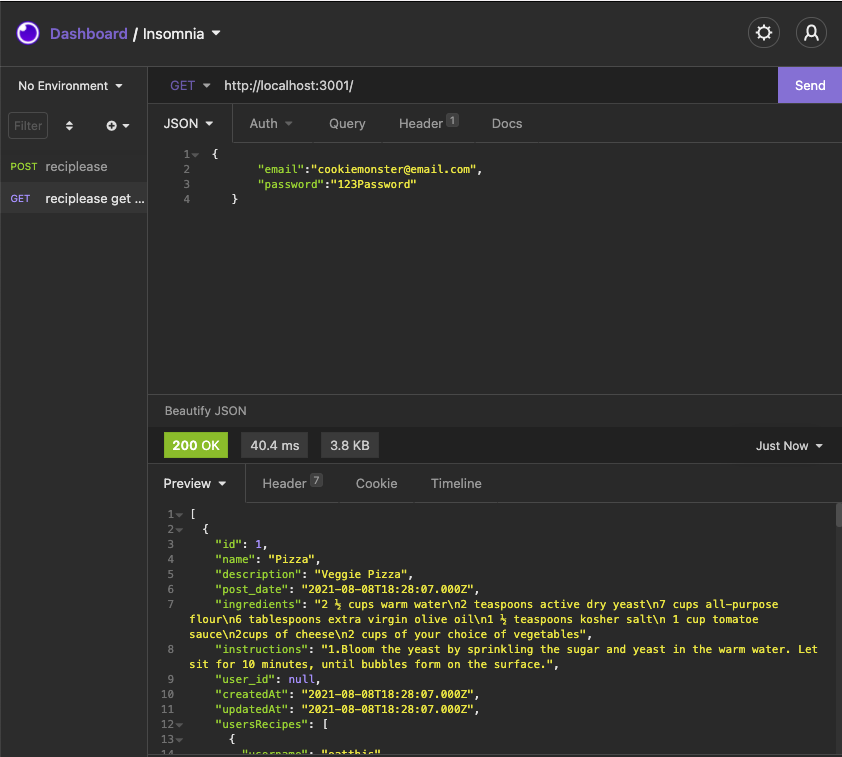 Dashboard / Insomnia
No Environment
GET http://localhost:3001/ Send
Filter
JSON Auth Query Header 1 Docs
POST reciplease
GET reciplease get ...
1 {
2 "email":"cookiemonster@email.com",
3 "password":"123Password"
4 }
Beautify JSON
200 OK 40.4 ms 3.8 KB Just Now
Preview Header 7 Cookie Timeline
1 [
2 {
3 "id": 1,
4 "name": "Pizza",
5 "description": "Veggie Pizza",
6 "post_date": "2021-08-08T18:28:07.000Z",
7 "ingredients": "2 ½ cups warm water\n2 teaspoons active dry yeast\n7 cups all-purpose
flour\n6 tablespoons extra virgin olive oil\n1 ½ teaspoons kosher salt\n 1 cup tomatoe
sauce\n2cups of cheese\n2 cups of your choice of vegetables",
8 "instructions": "1.Bloom the yeast by sprinkling the sugar and yeast in the warm water. Let
sit for 10 minutes, until bubbles form on the surface.",
9 "user_id": null,
10 "createdAt": "2021-08-08T18:28:07.000Z",
11 "updatedAt": "2021-08-08T18:28:07.000Z",
12 "usersRecipes": [
13 {
14 "username": "eatthis"